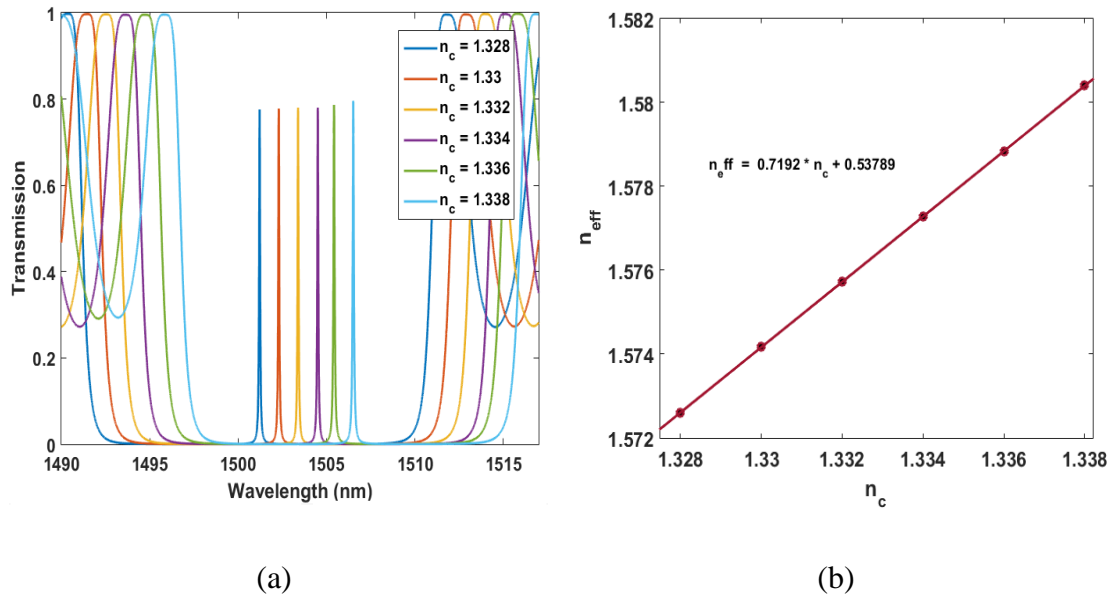 1
0.8
0.6
0.4
0.2
0
Transmission
1490 1495 1500 1505 1510 1515
Wavelength (nm)
n_c = 1.328
n_c = 1.33
n_c = 1.332
n_c = 1.334
n_c = 1.336
n_c = 1.338
(a)
1.582
1.58
1.578
1.576
1.574
1.572
n_eff
n_eff = 0.7192 * n_c + 0.53789
1.328 1.33 1.332 1.334 1.336 1.338
n_c
(b)